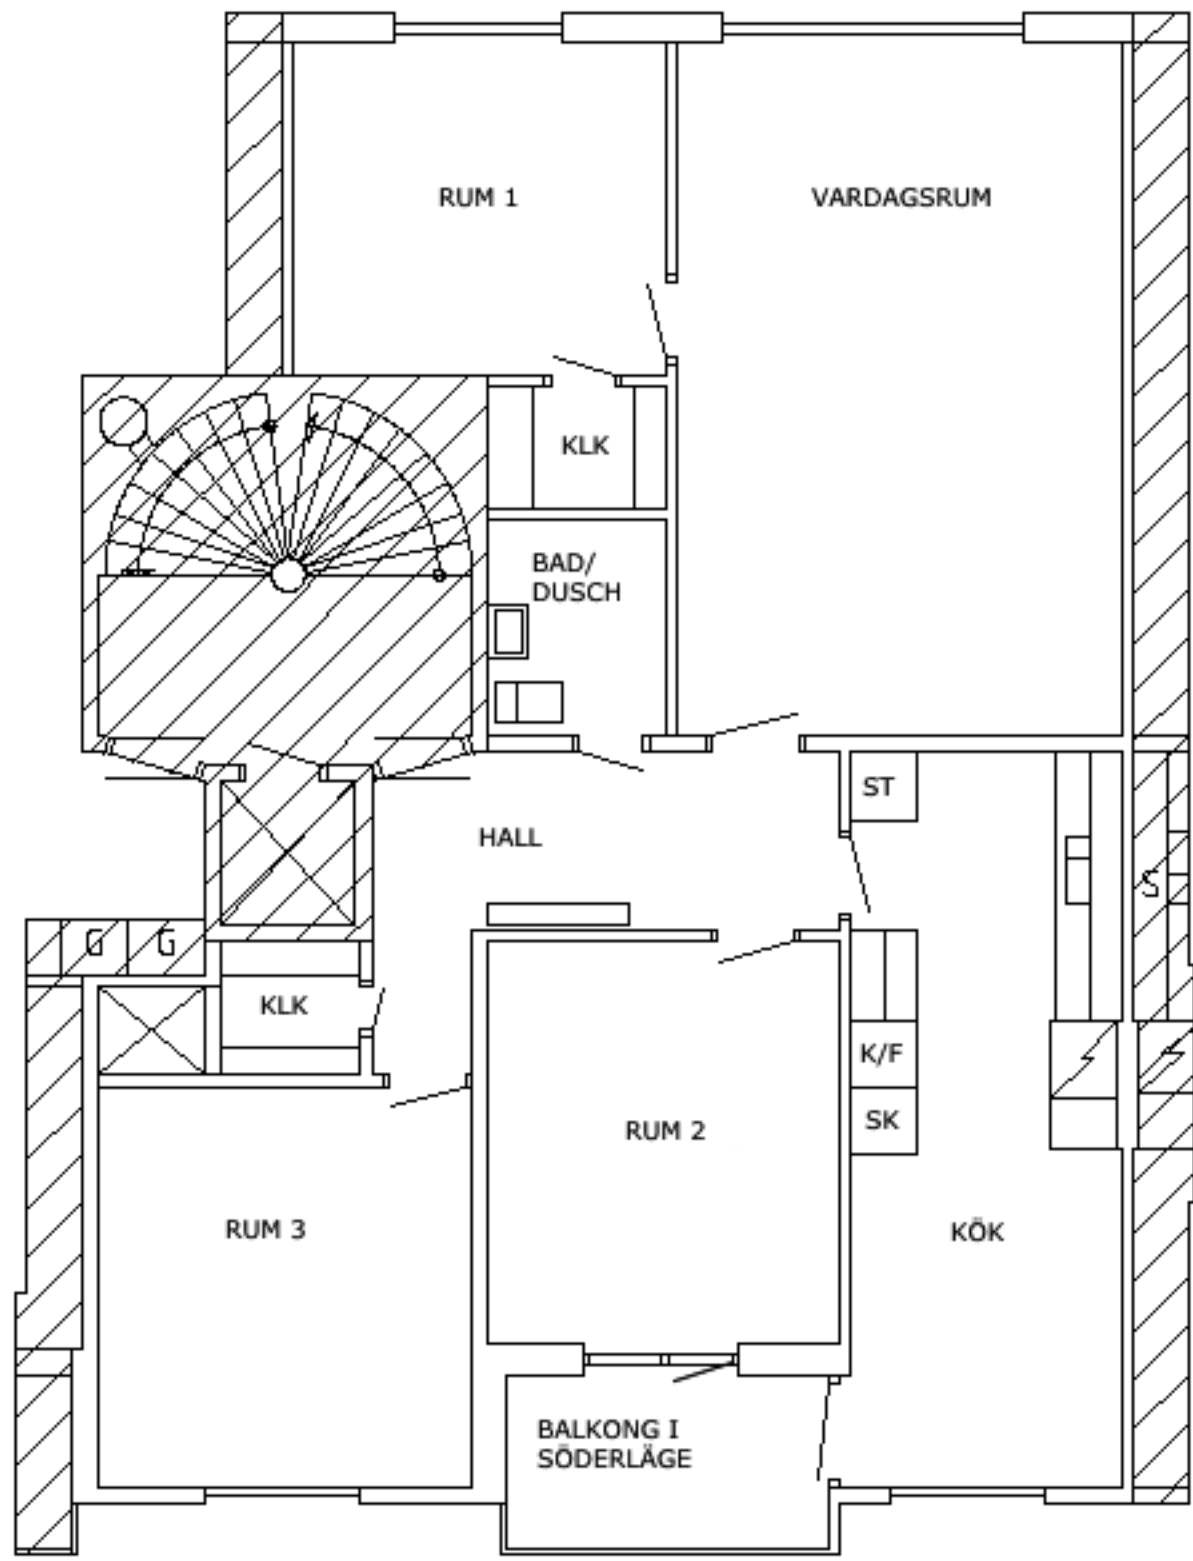 RUM 1
VARDAGSRUM
KLK
BAD/
DUSCH
ST
HALL
S
G G
KLK
K/F
SK
RUM 2
RUM 3
KÖK
BALKONG I
SÖDERLÄGE